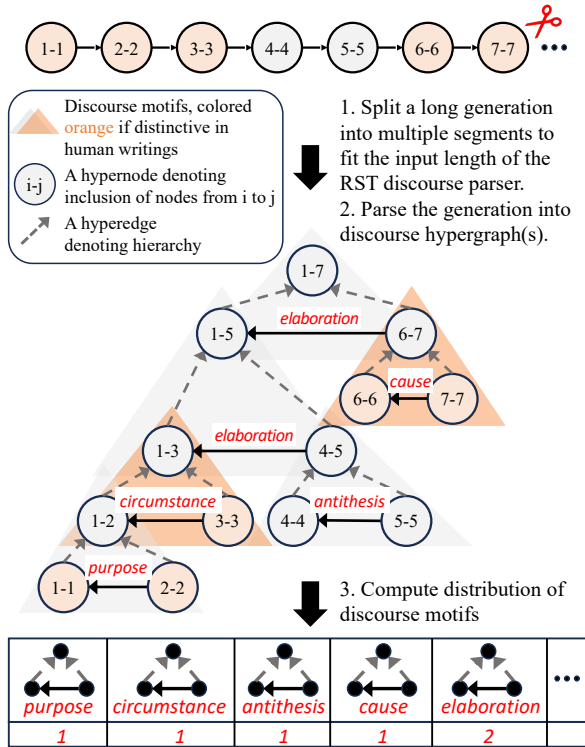 1-1 2-2 3-3 4-4 5-5 6-6 7-7 ...
Discourse motifs, colored
orange if distinctive in
human writings
i-j A hypernode denoting
inclusion of nodes from i to j
A hyperedge
denoting hierarchy
1. Split a long generation
into multiple segments to
fit the input length of the
RST discourse parser.
2. Parse the generation into
discourse hypergraph(s).
1-7
elaboration
1-5 6-7
cause
6-6 7-7
elaboration
1-3 4-5
circumstance antithesis
1-2 3-3 4-4 5-5
purpose
1-1 2-2
3. Compute distribution of
discourse motifs
purpose circumstance antithesis cause elaboration ...
1 1 1 1 2